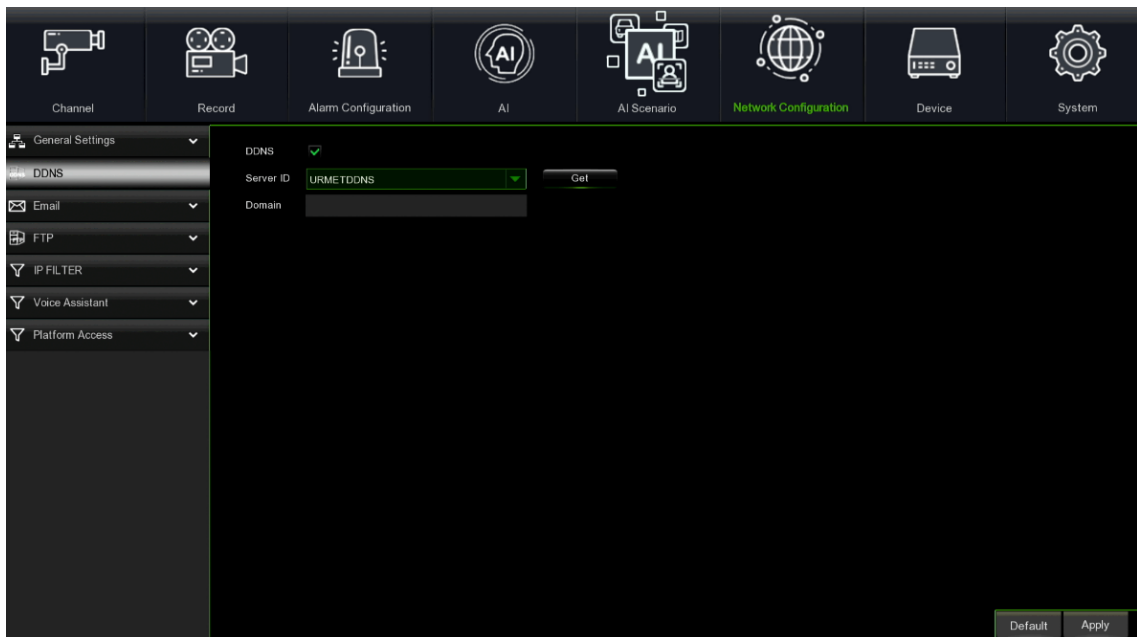 AI
AI
Channel
Record
Alarm Configuration
AI
AI Scenario
Network Configuration
Device
System
General Settings
DDNS
Email
FTP
IP FILTER
Voice Assistant
Platform Access
DDNS
Server ID URMETDDNS Get
Domain
Default Apply